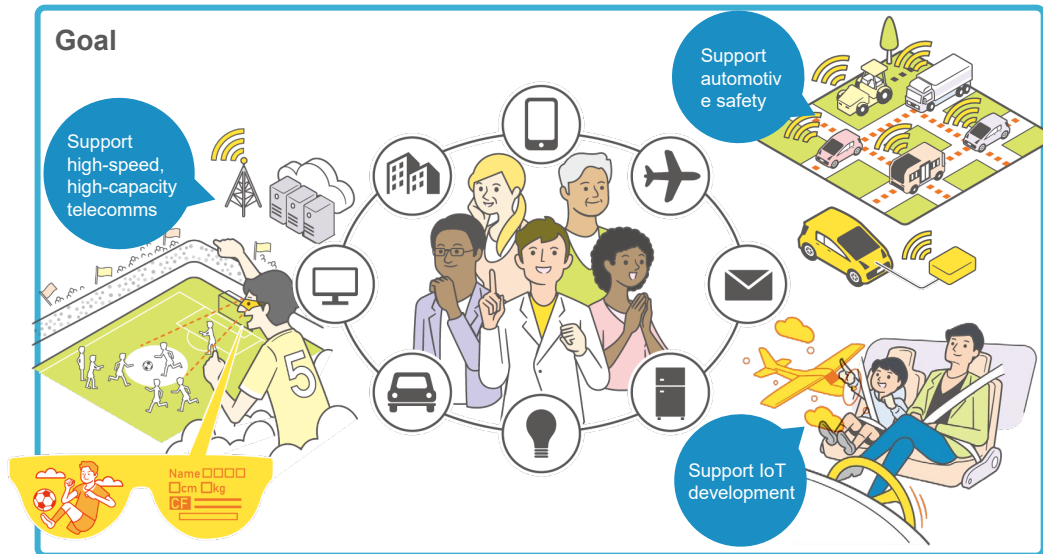 Goal
Support
high-speed,
high-capacity
telecomms
Support
automotiv
e safety
5
Name□□□□
□cm □kg
CF
Support IoT
development